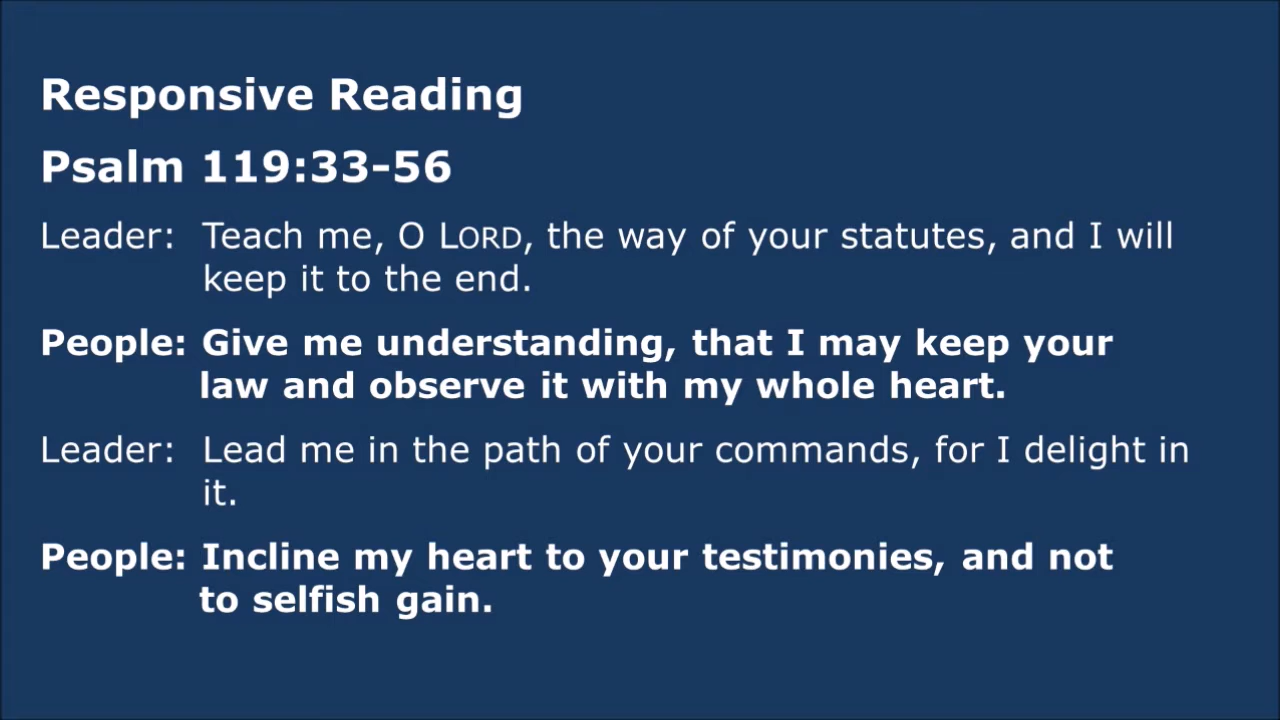 Responsive Reading
Psalm 119:33-56
Leader: Teach me, O LORD, the way of your statutes, and I will
keep it to the end.
People: Give me understanding, that I may keep your
law and observe it with my whole heart.
Leader: Lead me in the path of your commands, for I delight in
it.
People: Incline my heart to your testimonies, and not
to selfish gain.